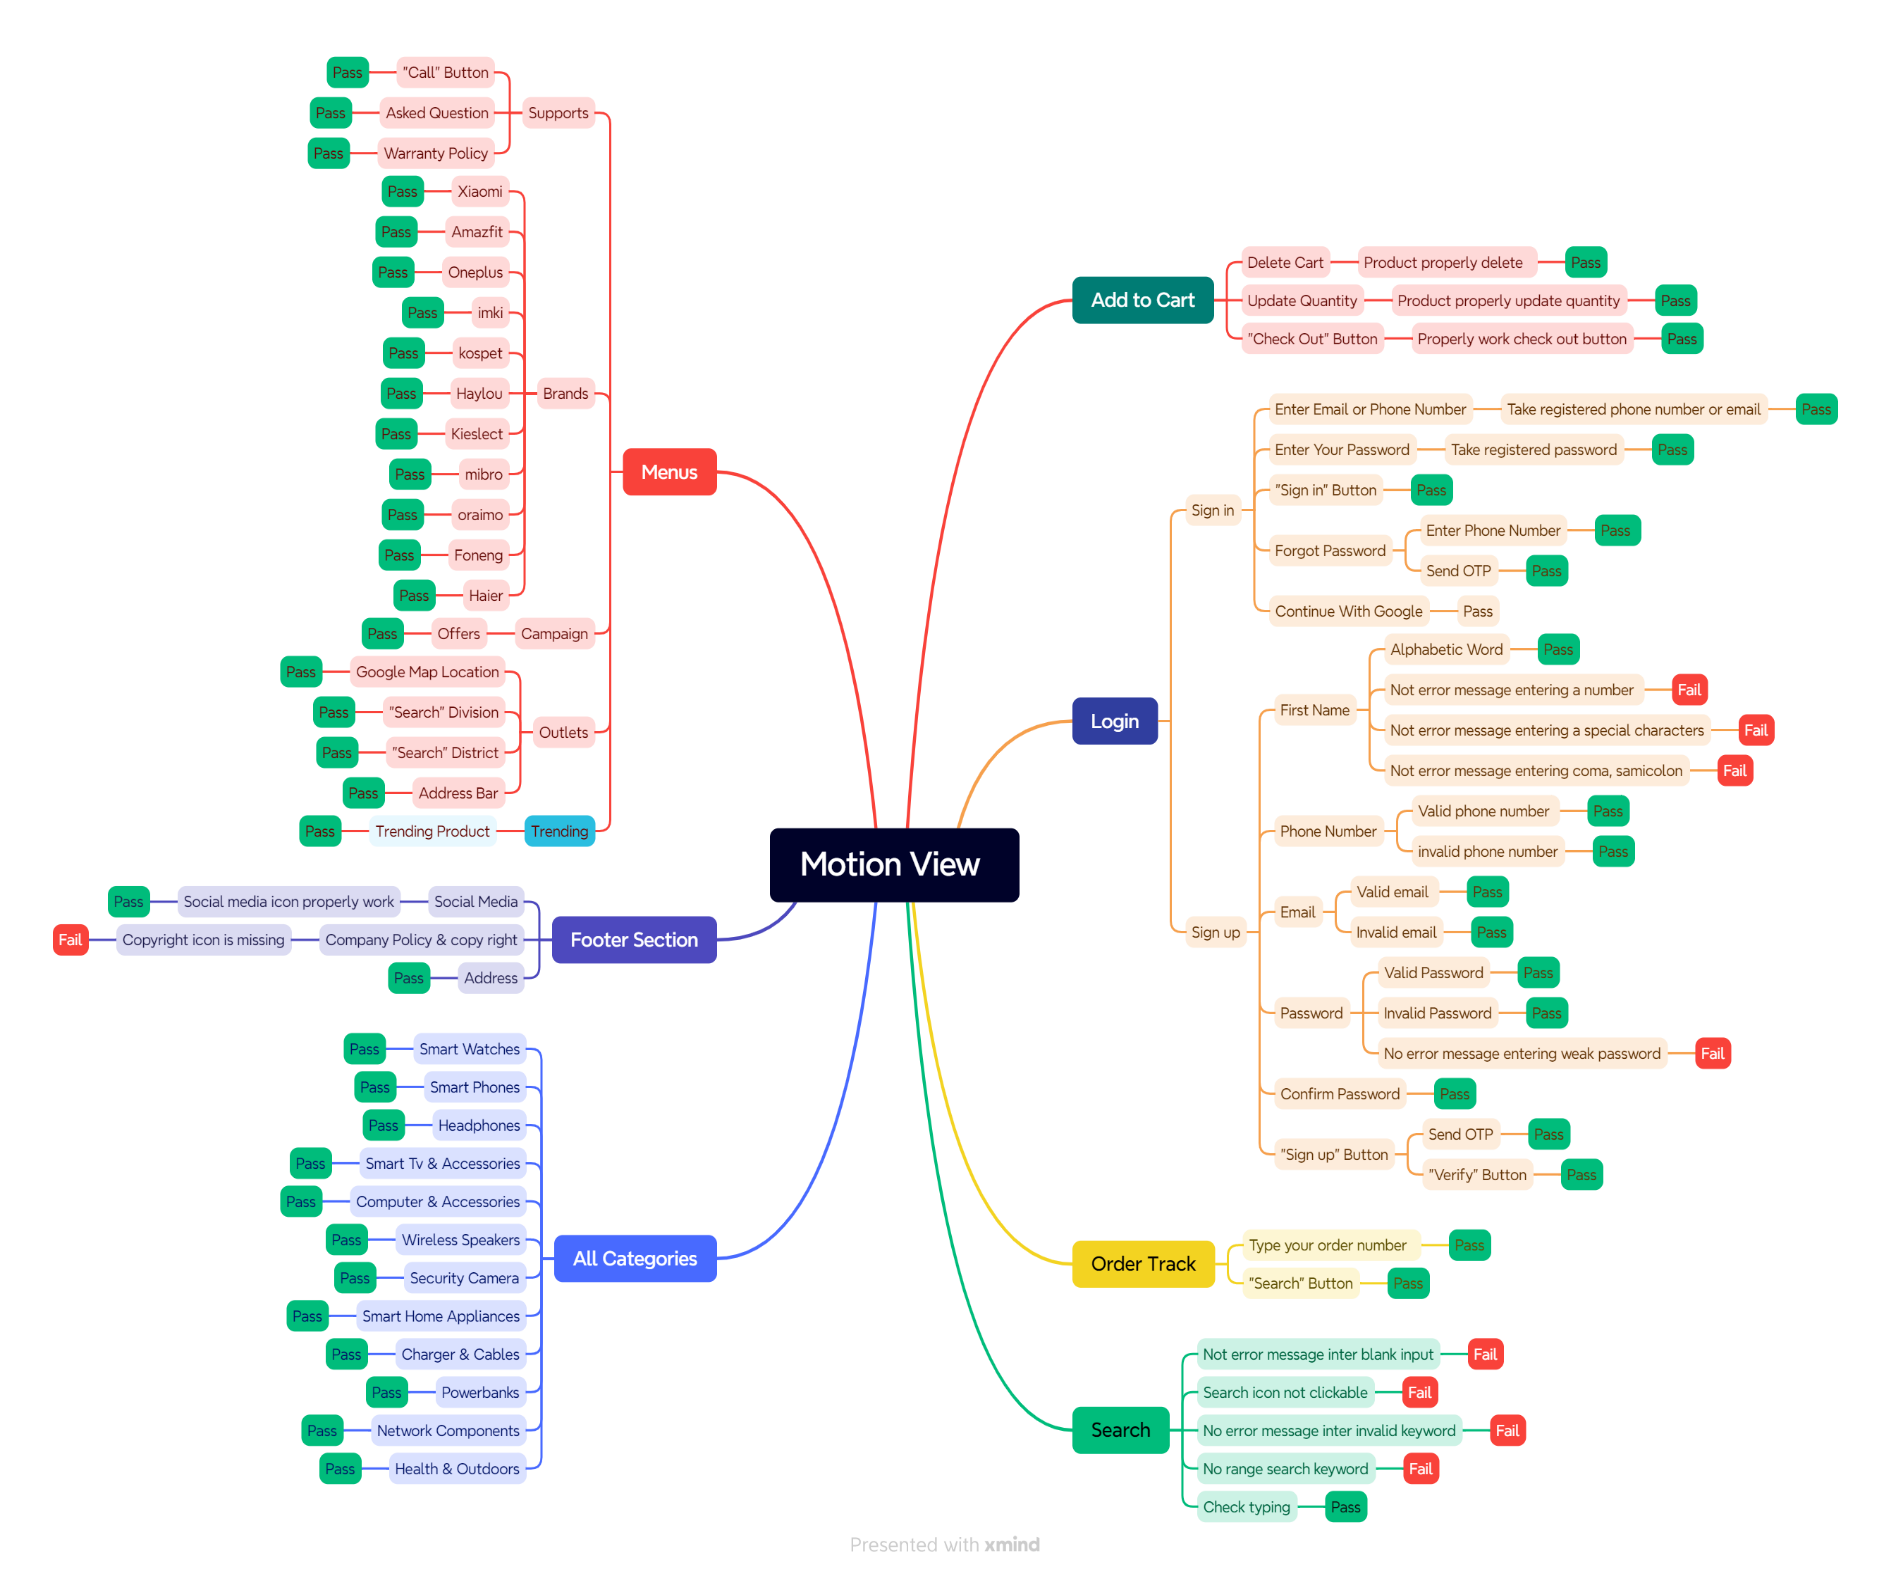 Motion View
Menus
Supports
"Call" Button
Pass
Asked Question
Pass
Warranty Policy
Pass
Brands
Xiaomi
Pass
Amazfit
Pass
Oneplus
Pass
imki
Pass
kospet
Pass
Haylou
Pass
Kieslect
Pass
mibro
Pass
oraimo
Pass
Foneng
Pass
Haier
Pass
Campaign
Offers
Pass
Outlets
Google Map Location
Pass
"Search" Division
Pass
"Search" District
Pass
Address Bar
Pass
Trending
Trending Product
Pass
Footer Section
Social Media
Social media icon properly work
Pass
Company Policy & copy right
Copyright icon is missing
Fail
Address
Pass
All Categories
Smart Watches
Pass
Smart Phones
Pass
Headphones
Pass
Smart Tv & Accessories
Pass
Computer & Accessories
Pass
Wireless Speakers
Pass
Security Camera
Pass
Smart Home Appliances
Pass
Charger & Cables
Pass
Powerbanks
Pass
Network Components
Pass
Health & Outdoors
Pass
Add to Cart
Delete Cart
Product properly delete
Pass
Update Quantity
Product properly update quantity
Pass
"Check Out" Button
Properly work check out button
Pass
Login
Sign in
Enter Email or Phone Number
Take registered phone number or email
Pass
Enter Your Password
Take registered password
Pass
"Sign in" Button
Pass
Forgot Password
Enter Phone Number
Pass
Send OTP
Pass
Continue With Google
Pass
Sign up
First Name
Alphabetic Word
Pass
Not error message entering a number
Fail
Not error message entering a special characters
Fail
Not error message entering coma, samicolon
Fail
Phone Number
Valid phone number
Pass
invalid phone number
Pass
Email
Valid email
Pass
Invalid email
Pass
Password
Valid Password
Pass
Invalid Password
Pass
No error message entering weak password
Fail
Confirm Password
Pass
"Sign up" Button
Send OTP
Pass
"Verify" Button
Pass
Order Track
Type your order number
Pass
"Search" Button
Pass
Search
Not error message inter blank input
Fail
Search icon not clickable
Fail
No error message inter invalid keyword
Fail
No range search keyword
Fail
Check typing
Pass
Presented with xmind